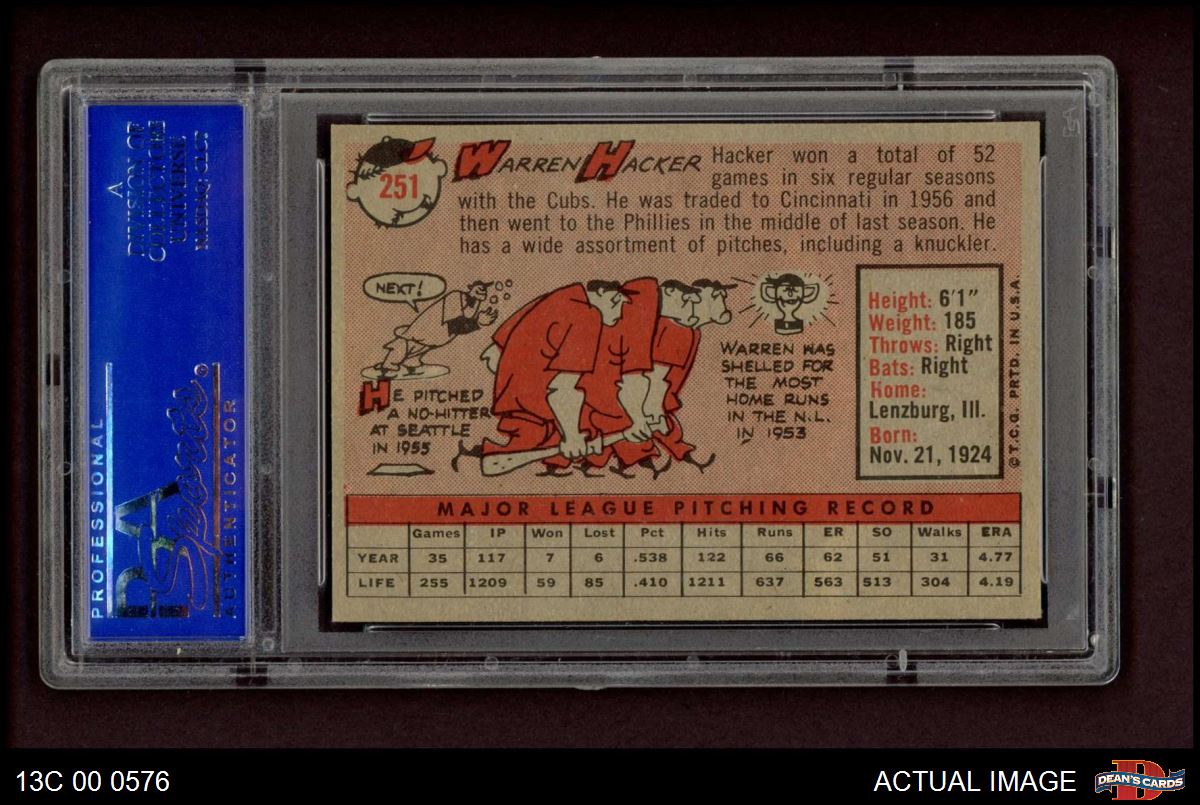 A
DIVISION OF
COLLECTORS
UNIVERSE
NASDAQ: CLCT
PROFESSIONAL
PSA
Sports®
AUTHENTICATOR
251
WARREN HACKER
Hacker won a total of 52
games in six regular seasons
with the Cubs. He was traded to Cincinnati in 1956 and
then went to the Phillies in the middle of last season. He
has a wide assortment of pitches, including a knuckler.
NEXT!
HE PITCHED
A NO-HITTER
AT SEATTLE
IN 1955
WARREN WAS
SHELLED FOR
THE MOST
HOME RUNS
IN THE N.L.
IN 1953
Height: 6'1"
Weight: 185
Throws: Right
Bats: Right
Home:
Lenzburg, Ill.
Born:
Nov. 21, 1924
©T.C.G. PRTD. IN U.S.A.
MAJOR LEAGUE PITCHING RECORD
Games IP Won Lost Pct Hits Runs ER SO Walks ERA
YEAR 35 117 7 6 .538 122 66 62 51 31 4.77
LIFE 255 1209 59 85 .410 1211 637 563 513 304 4.19
13C 00 0576
ACTUAL IMAGE
D
DEAN'S CARDS